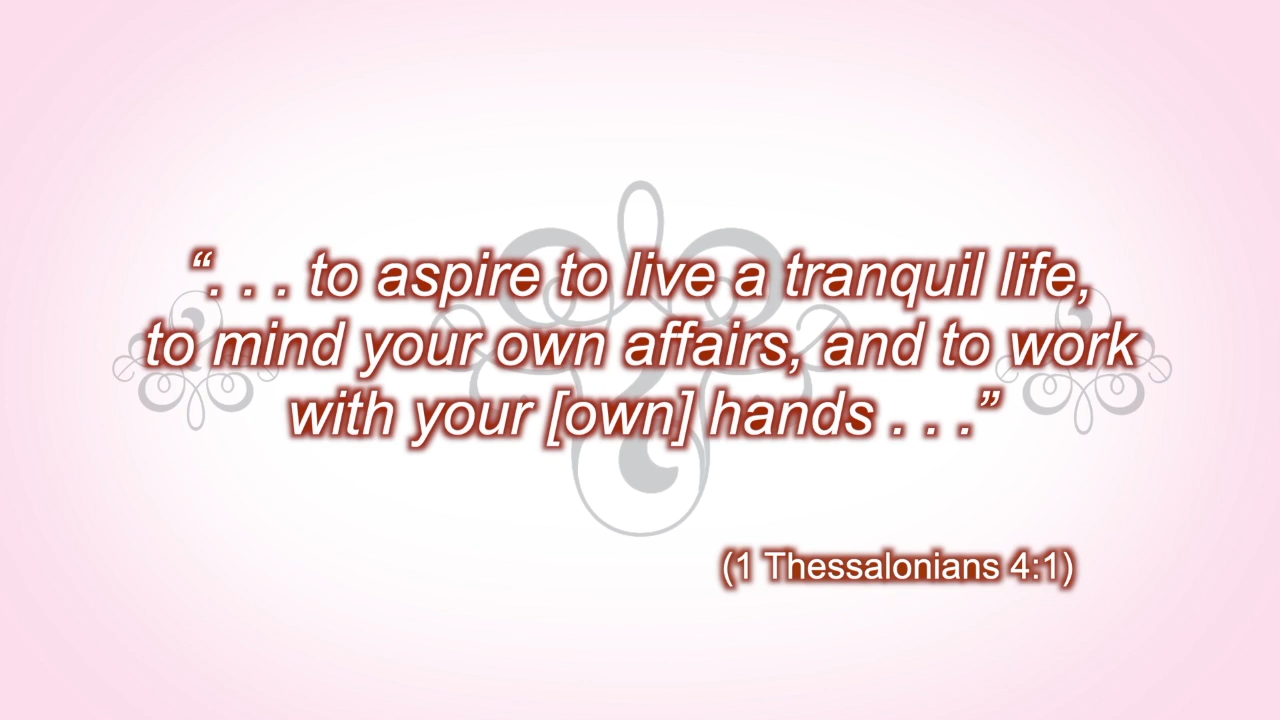 “. . . to aspire to live a tranquil life,
to mind your own affairs, and to work
with your [own] hands . . .”
(1 Thessalonians 4:1)